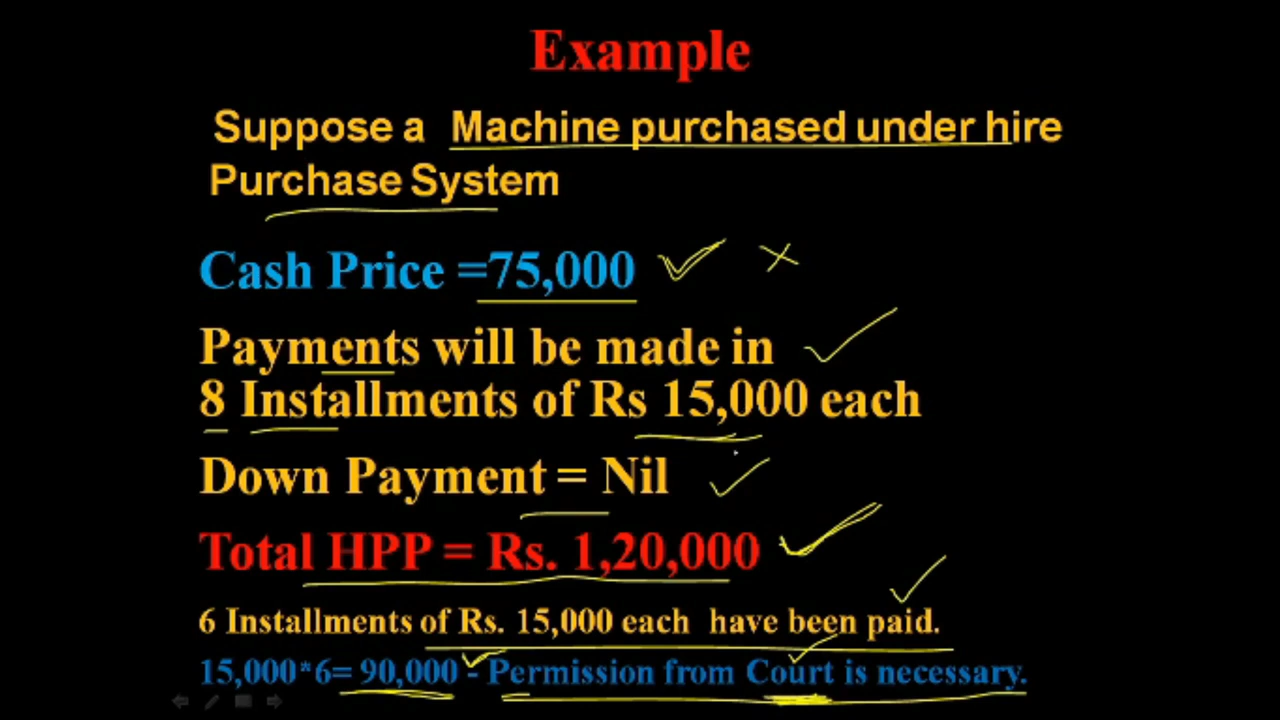 Example
Suppose a Machine purchased under hire
Purchase System
Cash Price =75,000
Payments will be made in
8 Installments of Rs 15,000 each
Down Payment = Nil
Total HPP = Rs. 1,20,000
6 Installments of Rs. 15,000 each have been paid.
15,000*6= 90,000 - Permission from Court is necessary.